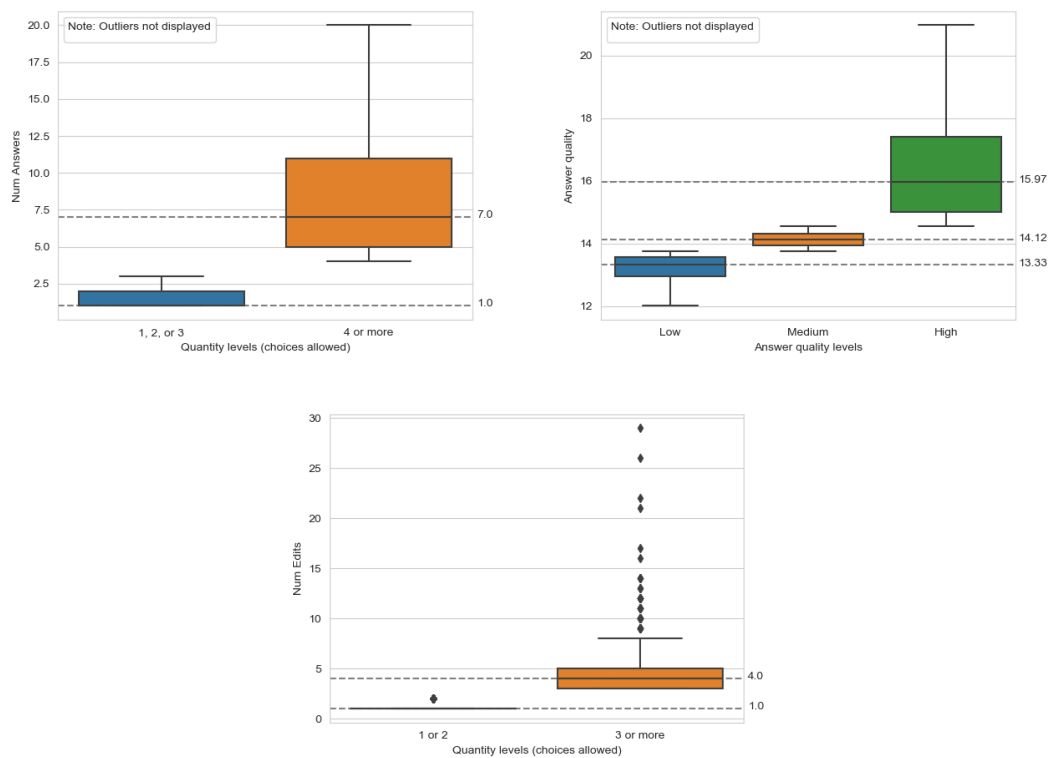 Note: Outliers not displayed
20.0
17.5
15.0
12.5
10.0
7.5
5.0
2.5
Num Answers
7.0
1.0
1, 2, or 3
4 or more
Quantity levels (choices allowed)
Note: Outliers not displayed
20
18
16
14
12
Answer quality
15.97
14.12
13.33
Low
Medium
High
Answer quality levels
30
25
20
15
10
5
0
Num Edits
4.0
1.0
1 or 2
3 or more
Quantity levels (choices allowed)